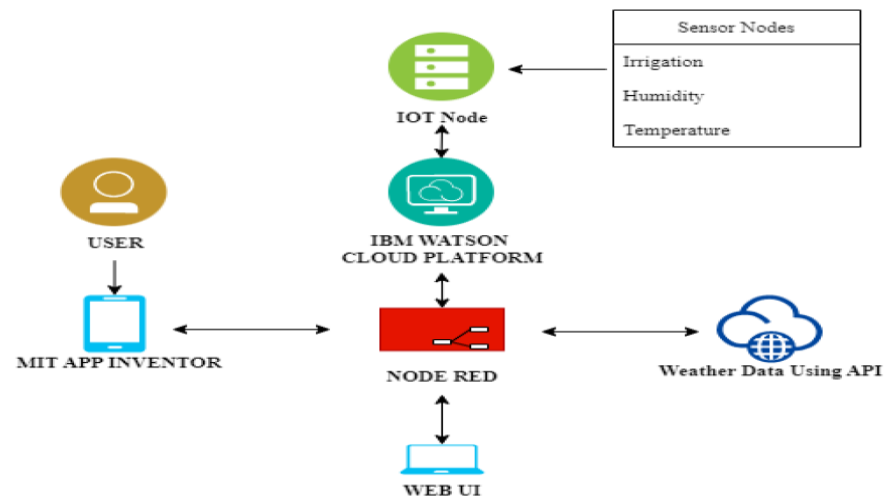 Sensor Nodes
Irrigation
Humidity
Temperature
IOT Node
USER
IBM WATSON
CLOUD PLATFORM
MIT APP INVENTOR
NODE RED
Weather Data Using API
WEB UI